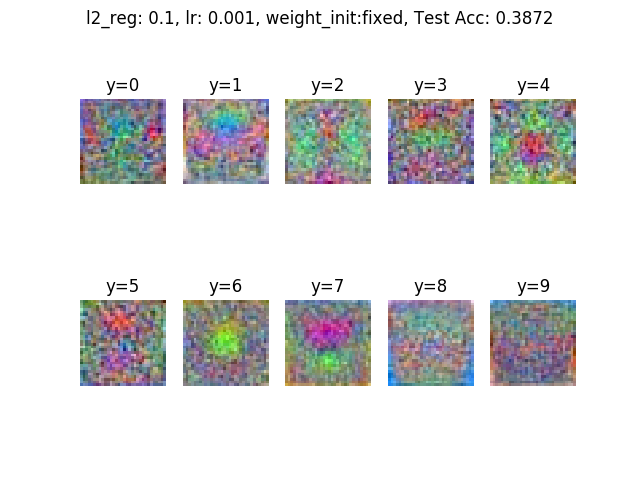 l2_reg: 0.1, lr: 0.001, weight_init:fixed, Test Acc: 0.3872
y=0 y=1 y=2 y=3 y=4
y=5 y=6 y=7 y=8 y=9